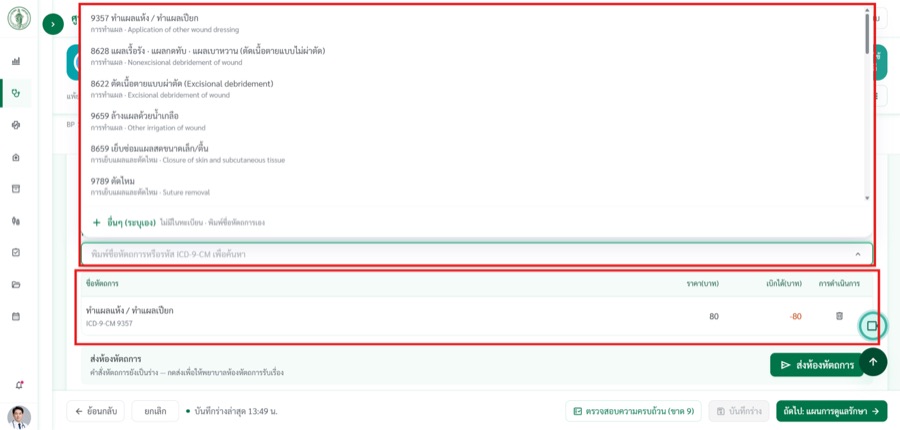 9357 ทำแผลแห้ง / ทำแผลเปียก
การทำแผล · Application of other wound dressing
8628 แผลเรื้อรัง · แผลกดทับ · แผลเบาหวาน (ตัดเนื้อตายแบบไม่ผ่าตัด)
การทำแผล · Nonexcisional debridement of wound
8622 ตัดเนื้อตายแบบผ่าตัด (Excisional debridement)
การทำแผล · Excisional debridement of wound
9659 ล้างแผลด้วยน้ำเกลือ
การทำแผล · Other irrigation of wound
8659 เย็บซ่อมแผลสดขนาดเล็ก/ตื้น
การเย็บแผลและตัดไหม · Closure of skin and subcutaneous tissue
9789 ตัดไหม
การเย็บแผลและตัดไหม · Suture removal
+ อื่นๆ (ระบุเอง) ไม่มีในทะเบียน · พิมพ์ชื่อหัตถการเอง
BP
พิมพ์ชื่อหัตถการหรือรหัส ICD-9-CM เพื่อค้นหา
ชื่อหัตถการ ราคา(บาท) เบิกได้(บาท) การดำเนินการ
ทำแผลแห้ง / ทำแผลเปียก 80 -80
ICD-9-CM 9357
ส่งห้องหัตถการ
คำสั่งหัตถการยังเป็นร่าง — กดส่งเพื่อให้พยาบาลห้องหัตถการรับเรื่อง
ส่งห้องหัตถการ
ย้อนกลับ ยกเลิก บันทึกร่างล่าสุด 13:49 น. ตรวจสอบความครบถ้วน (ขาด 9) บันทึกร่าง ถัดไป: แผนการดูแลรักษา